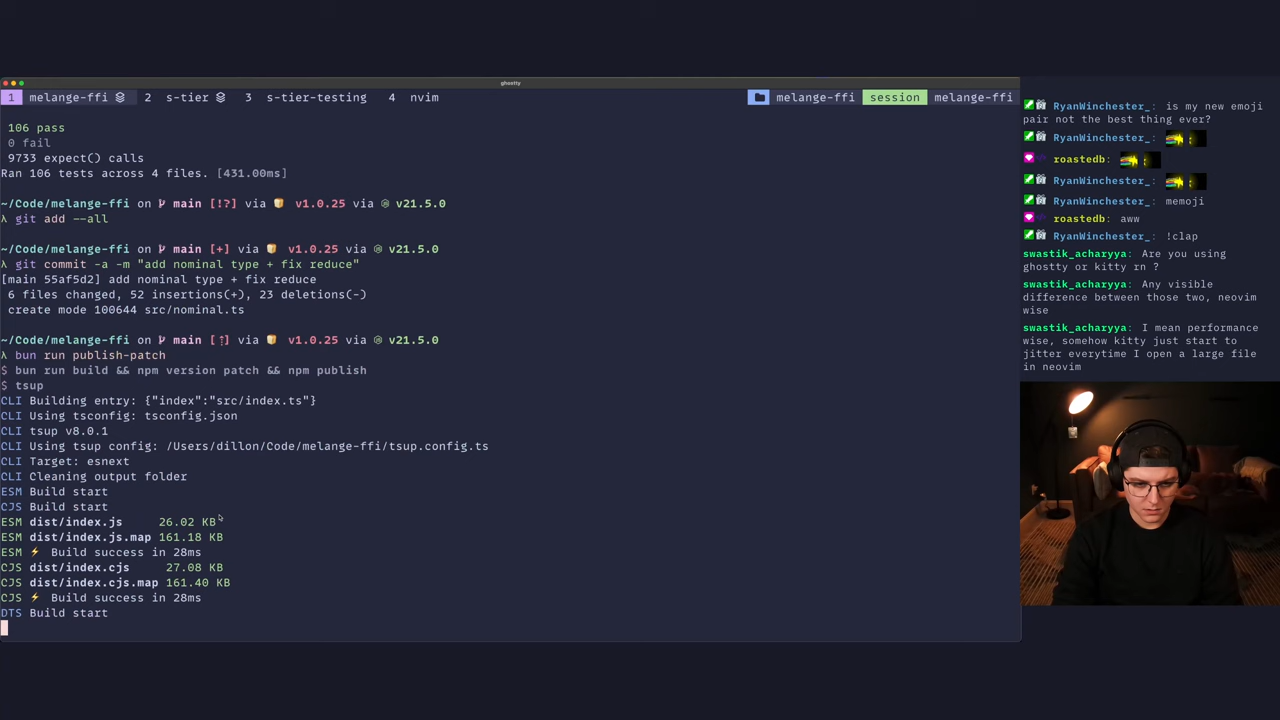 ghostty
1 melange-ffi 2 s-tier 3 s-tier-testing 4 nvim melange-ffi session melange-ffi
106 pass
0 fail
9733 expect() calls
Ran 106 tests across 4 files. [431.00ms]
~/Code/melange-ffi on main [!?] via v1.0.25 via v21.5.0
λ git add --all
~/Code/melange-ffi on main [+] via v1.0.25 via v21.5.0
λ git commit -a -m "add nominal type + fix reduce"
[main 55af5d2] add nominal type + fix reduce
6 files changed, 52 insertions(+), 23 deletions(-)
create mode 100644 src/nominal.ts
~/Code/melange-ffi on main [⇡] via v1.0.25 via v21.5.0
λ bun run publish-patch
$ bun run build && npm version patch && npm publish
$ tsup
CLI Building entry: {"index":"src/index.ts"}
CLI Using tsconfig: tsconfig.json
CLI tsup v8.0.1
CLI Using tsup config: /Users/dillon/Code/melange-ffi/tsup.config.ts
CLI Target: esnext
CLI Cleaning output folder
ESM Build start
CJS Build start
ESM dist/index.js 26.02 KB
ESM dist/index.js.map 161.18 KB
ESM ⚡ Build success in 28ms
CJS dist/index.cjs 27.08 KB
CJS dist/index.cjs.map 161.40 KB
CJS ⚡ Build success in 28ms
DTS Build start
RyanWinchester_: is my new emoji
pair not the best thing ever?
RyanWinchester_:
roastedb:
RyanWinchester_:
RyanWinchester_: memoji
roastedb: aww
RyanWinchester_: !clap
swastik_acharyya: Are you using
ghostty or kitty rn ?
swastik_acharyya: Any visible
difference between those two, neovim
wise
swastik_acharyya: I mean performance
wise, somehow kitty just start to
jitter everytime I open a large file
in neovim